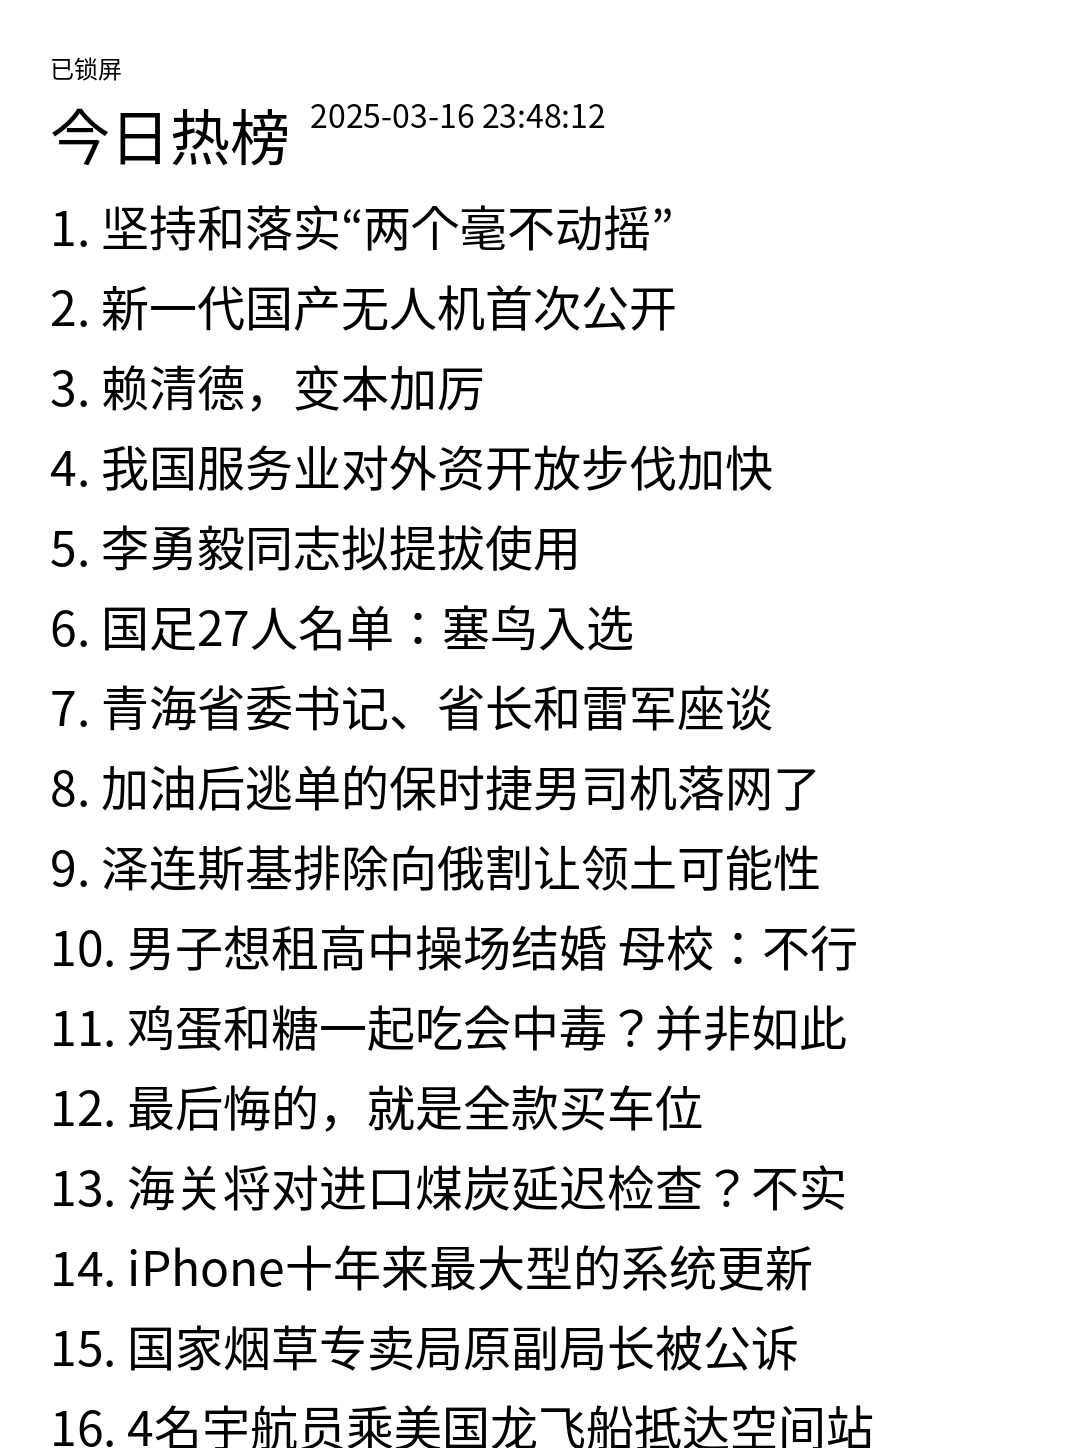 已锁屏
今日热榜 2025-03-16 23:48:12
1. 坚持和落实“两个毫不动摇”
2. 新一代国产无人机首次公开
3. 赖清德，变本加厉
4. 我国服务业对外资开放步伐加快
5. 李勇毅同志拟提拔使用
6. 国足27人名单：塞鸟入选
7. 青海省委书记、省长和雷军座谈
8. 加油后逃单的保时捷男司机落网了
9. 泽连斯基排除向俄割让领土可能性
10. 男子想租高中操场结婚 母校：不行
11. 鸡蛋和糖一起吃会中毒？并非如此
12. 最后悔的，就是全款买车位
13. 海关将对进口煤炭延迟检查？不实
14. iPhone十年来最大型的系统更新
15. 国家烟草专卖局原副局长被公诉
16. 4名宇航员乘美国龙飞船抵达空间站